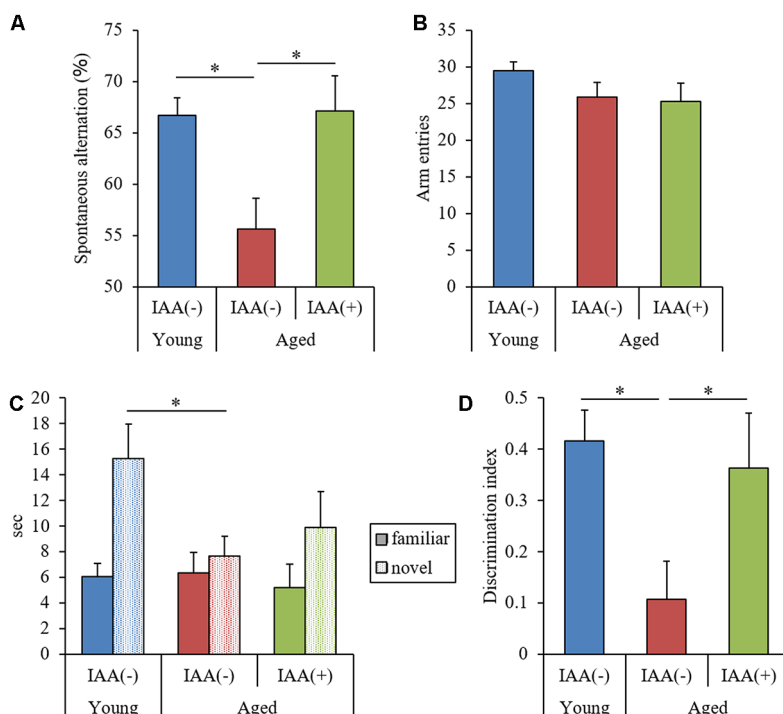 A
Spontaneous alternation (%)
75
70
65
60
55
50
*
*
IAA(-)
IAA(-)
IAA(+)
Young
Aged
B
Arm entries
35
30
25
20
15
10
5
0
IAA(-)
IAA(-)
IAA(+)
Young
Aged
C
sec
20
18
16
14
12
10
8
6
4
2
0
*
familiar
novel
IAA(-)
IAA(-)
IAA(+)
Young
Aged
D
Discrimination index
0.5
0.4
0.3
0.2
0.1
0
*
*
IAA(-)
IAA(-)
IAA(+)
Young
Aged